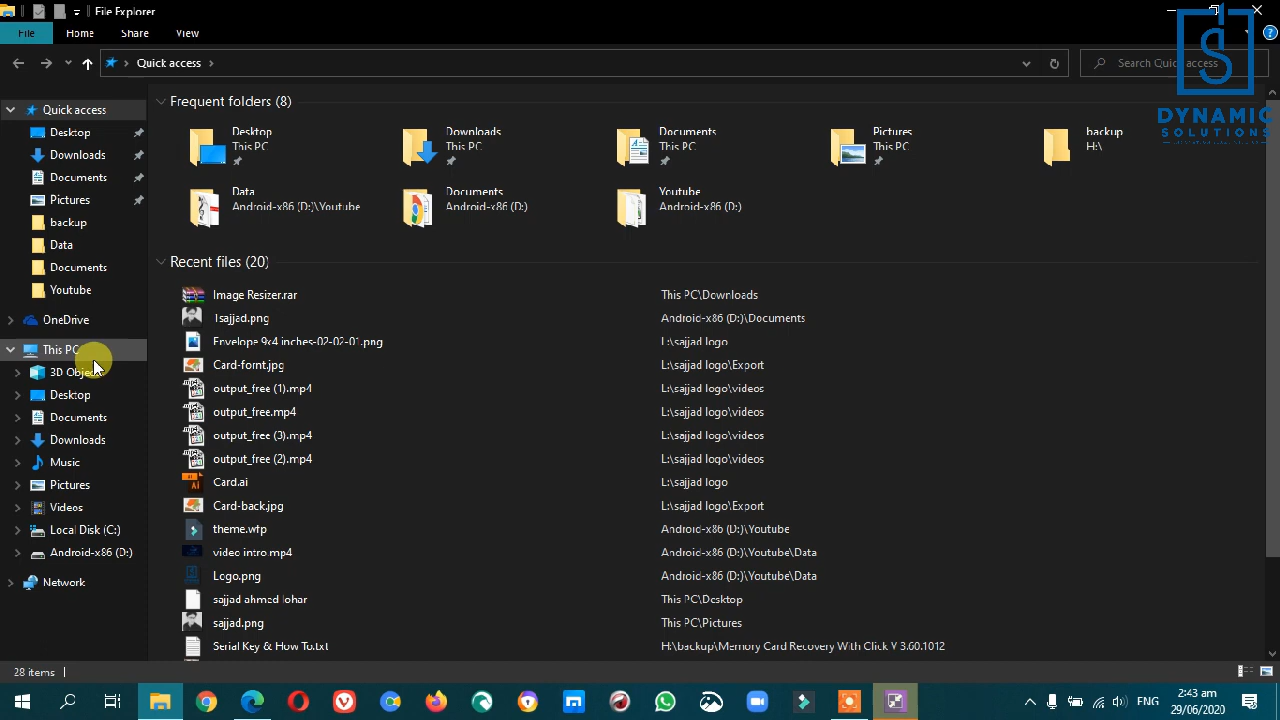 File Explorer
File
Home
Share
View
Quick access
Search Quick access
DYNAMIC
SOLUTIONS
Quick access
Desktop
Downloads
Documents
Pictures
backup
Data
Documents
Youtube
OneDrive
This PC
3D Objects
Desktop
Documents
Downloads
Music
Pictures
Videos
Local Disk (C:)
Android-x86 (D:)
Network
Frequent folders (8)
Desktop
This PC
Downloads
This PC
Documents
This PC
Pictures
This PC
backup
H:\
Data
Android-x86 (D:)\Youtube
Documents
Android-x86 (D:)
Youtube
Android-x86 (D:)
Recent files (20)
Image Resizer.rar This PC\Downloads
1sajjad.png Android-x86 (D:)\Documents
Envelope 9x4 inches-02-02-01.png L:\sajjad logo
Card-fornt.jpg L:\sajjad logo\Export
output_free (1).mp4 L:\sajjad logo\videos
output_free.mp4 L:\sajjad logo\videos
output_free (3).mp4 L:\sajjad logo\videos
output_free (2).mp4 L:\sajjad logo\videos
Card.ai L:\sajjad logo
Card-back.jpg L:\sajjad logo\Export
theme.wfp Android-x86 (D:)\Youtube
video intro.mp4 Android-x86 (D:)\Youtube\Data
Logo.png Android-x86 (D:)\Youtube\Data
sajjad ahmed lohar This PC\Desktop
sajjad.png This PC\Pictures
Serial Key & How To.txt H:\backup\Memory Card Recovery With Click V 3.60.1012
28 items
ENG
2:43 am
29/06/2020